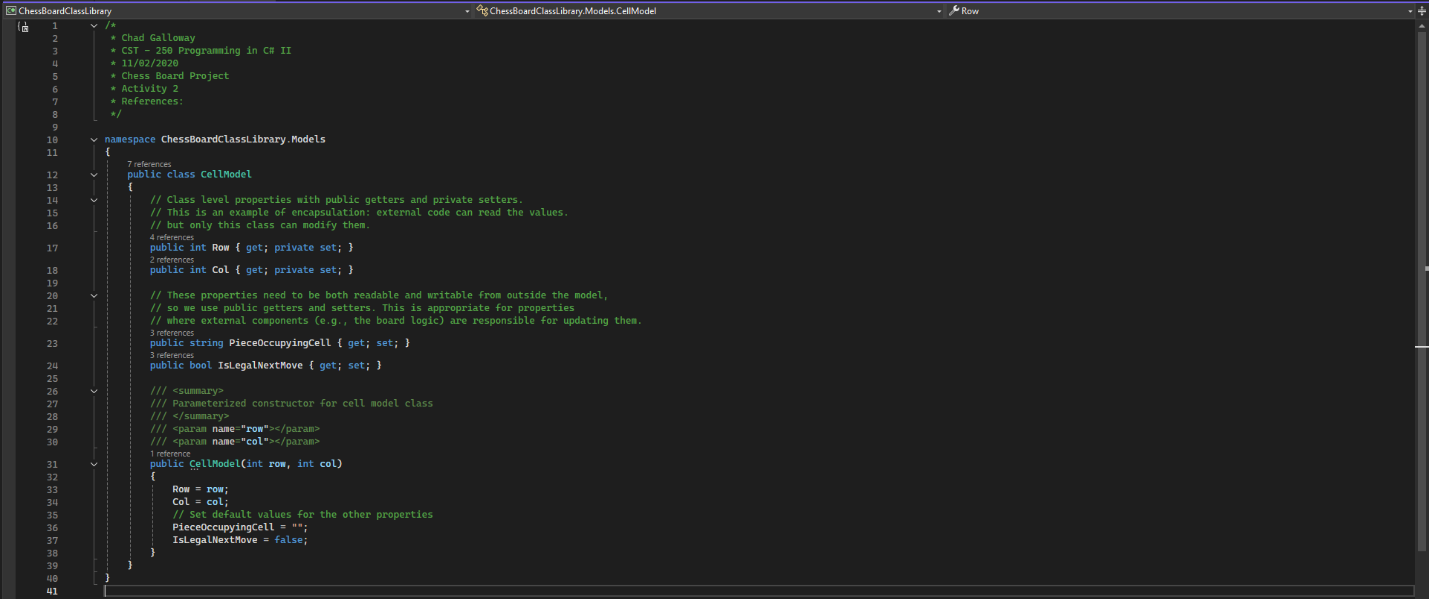 ChessBoardClassLibrary ChessBoardClassLibrary.Models.CellModel Row
1 /*
2 * Chad Galloway
3 * CST - 250 Programming in C# II
4 * 11/02/2020
5 * Chess Board Project
6 * Activity 2
7 * References:
8 */
9
10 namespace ChessBoardClassLibrary.Models
11 {
7 references
12 public class CellModel
13 {
14 // Class level properties with public getters and private setters.
15 // This is an example of encapsulation: external code can read the values.
16 // but only this class can modify them.
4 references
17 public int Row { get; private set; }
2 references
18 public int Col { get; private set; }
19
20 // These properties need to be both readable and writable from outside the model,
21 // so we use public getters and setters. This is appropriate for properties
22 // where external components (e.g., the board logic) are responsible for updating them.
3 references
23 public string PieceOccupyingCell { get; set; }
3 references
24 public bool IsLegalNextMove { get; set; }
25
26 /// <summary>
27 /// Parameterized constructor for cell model class
28 /// </summary>
29 /// <param name="row"></param>
30 /// <param name="col"></param>
1 reference
31 public CellModel(int row, int col)
32 {
33 Row = row;
34 Col = col;
35 // Set default values for the other properties
36 PieceOccupyingCell = "";
37 IsLegalNextMove = false;
38 }
39 }
40 }
41